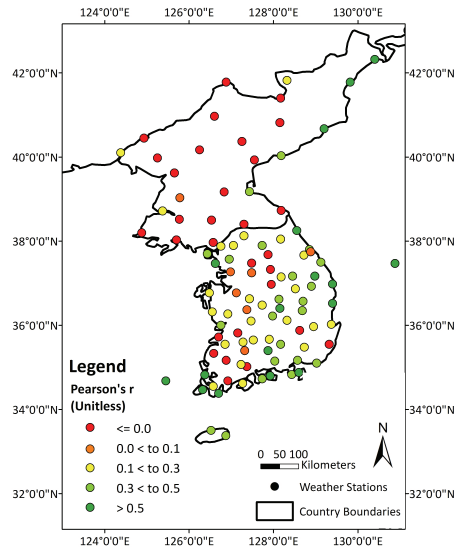 124°0'0"E 126°0'0"E 128°0'0"E 130°0'0"E
42°0'0"N 42°0'0"N
40°0'0"N 40°0'0"N
38°0'0"N 38°0'0"N
36°0'0"N 36°0'0"N
34°0'0"N 34°0'0"N
32°0'0"N 32°0'0"N
Legend
Pearson's r
(Unitless)
<= 0.0
0.0 < to 0.1
0.1 < to 0.3
0.3 < to 0.5
> 0.5
N
0 50 100
Kilometers
Weather Stations
Country Boundaries
124°0'0"E 126°0'0"E 128°0'0"E 130°0'0"E